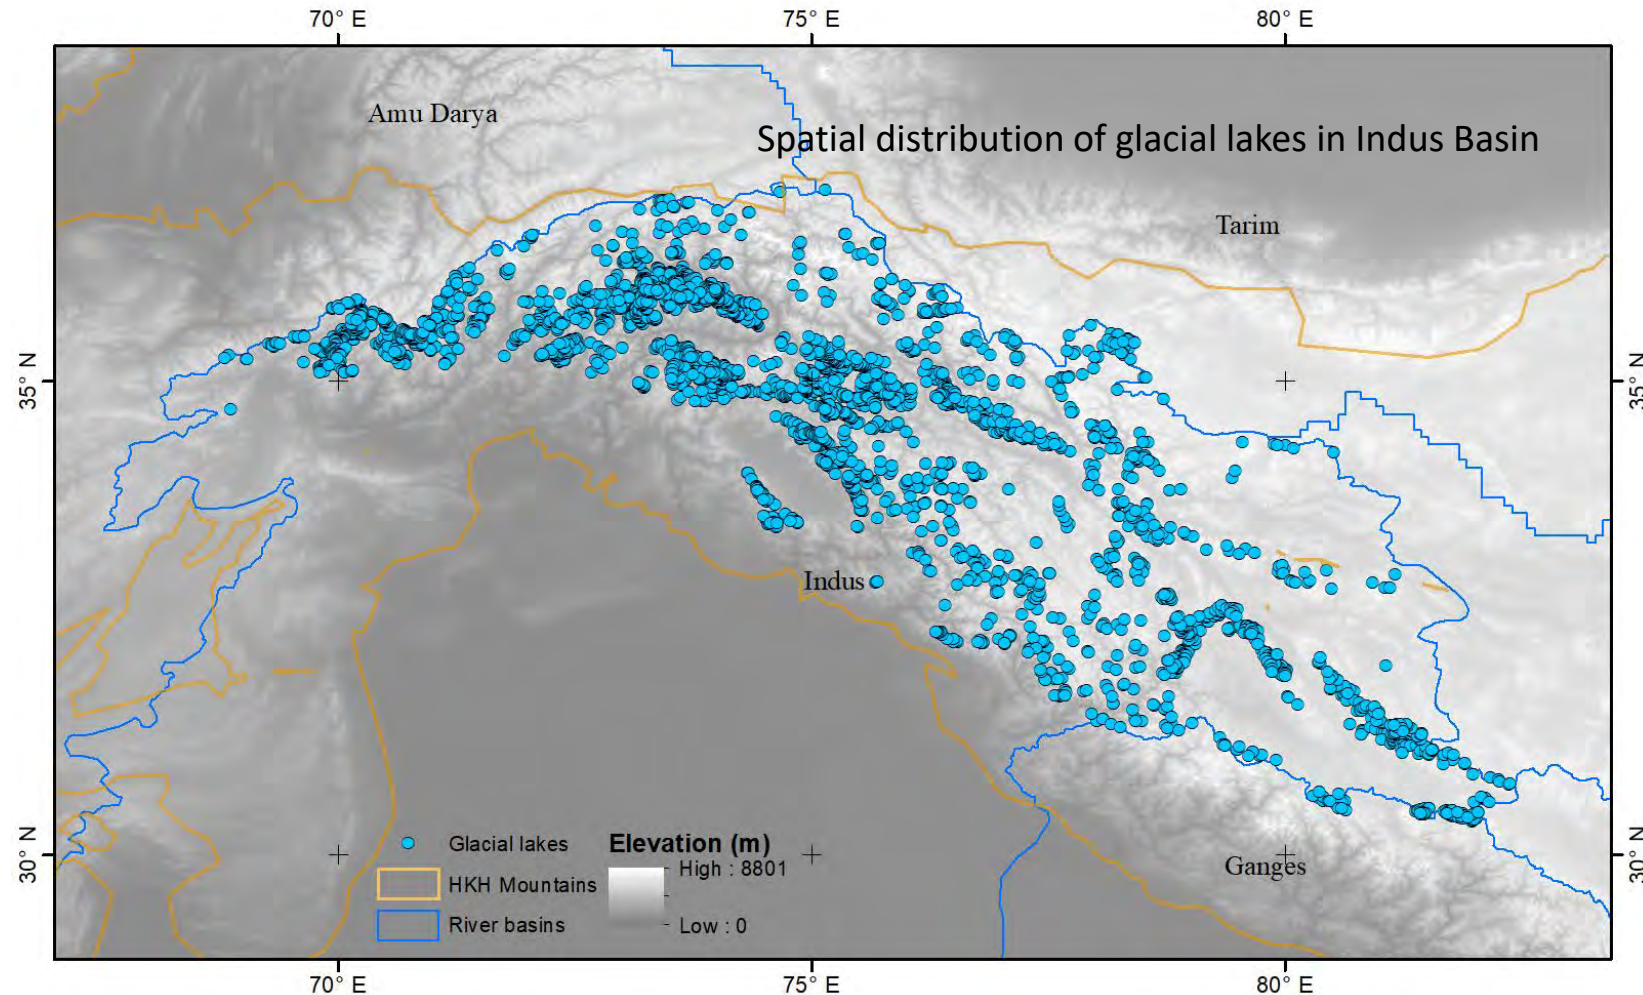 70° E 75° E 80° E
Amu Darya
Spatial distribution of glacial lakes in Indus Basin
Tarim
35° N 35° N
Indus
30° N 30° N
Glacial lakes
HKH Mountains
River basins
Elevation (m)
High : 8801
Low : 0
Ganges
70° E 75° E 80° E